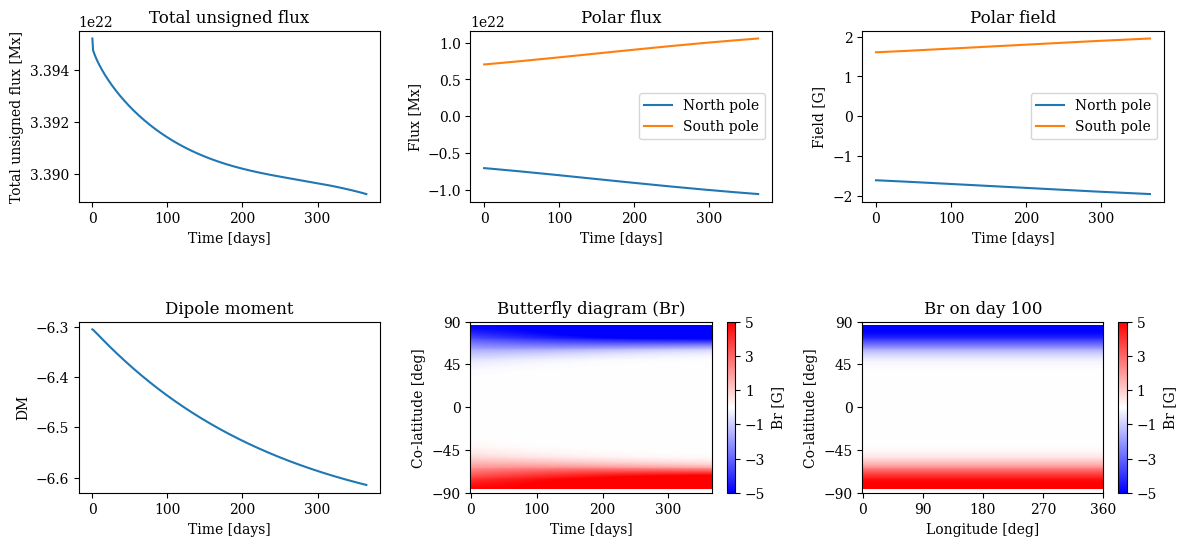 Total unsigned flux
1e22
Total unsigned flux [Mx]
3.394
3.392
3.390
0 100 200 300
Time [days]
Polar flux
1e22
Flux [Mx]
1.0
0.5
0.0
−0.5
−1.0
North pole
South pole
0 100 200 300
Time [days]
Polar field
Field [G]
2
1
0
−1
−2
North pole
South pole
0 100 200 300
Time [days]
Dipole moment
DM
−6.3
−6.4
−6.5
−6.6
0 100 200 300
Time [days]
Butterfly diagram (Br)
Co-latitude [deg]
90
45
0
−45
−90
0 100 200 300
Time [days]
5
3
1
−1
−3
−5
Br [G]
Br on day 100
Co-latitude [deg]
90
45
0
−45
−90
0 90 180 270 360
Longitude [deg]
5
3
1
−1
−3
−5
Br [G]